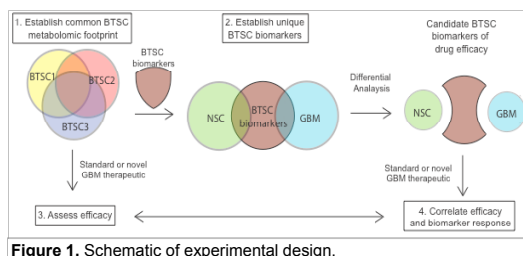 1. Establish common BTSC
metabolomic footprint
BTSC1
BTSC2
BTSC3
BTSC
biomarkers
2. Establish unique
BTSC biomarkers
NSC
BTSC
biomarkers
GBM
Differential
Analaysis
Candidate BTSC
biomarkers of
drug efficacy
NSC
GBM
Standard or novel
GBM therapeutic
Standard or novel
GBM therapeutic
3. Assess efficacy
4. Correlate efficacy
and biomarker response
Figure 1. Schematic of experimental design.